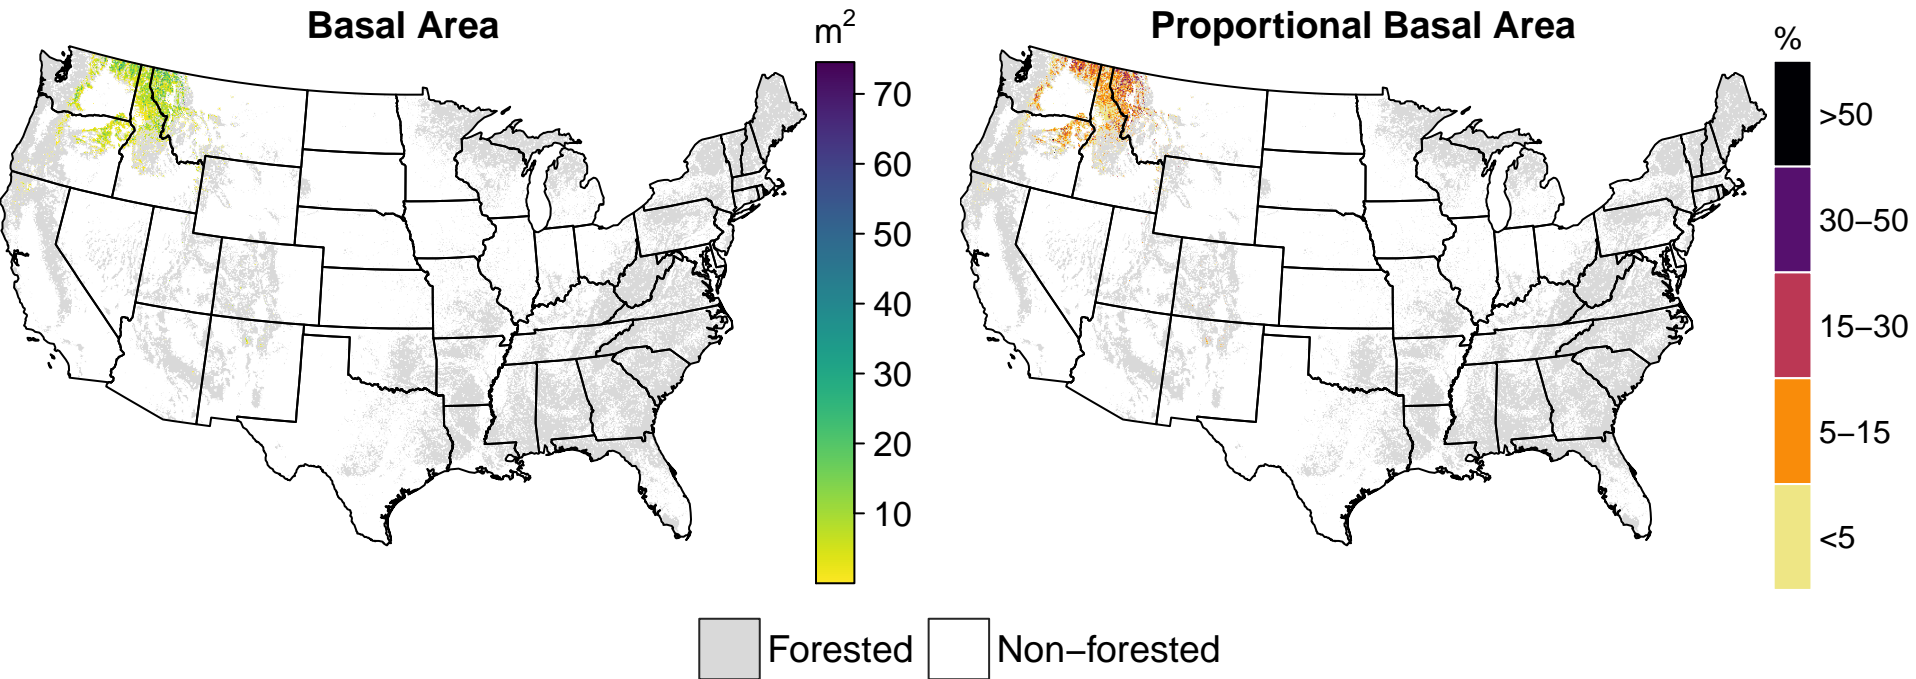 Basal Area
m²
70
60
50
40
30
20
10
Proportional Basal Area
%
>50
30−50
15−30
5−15
<5
Forested
Non−forested